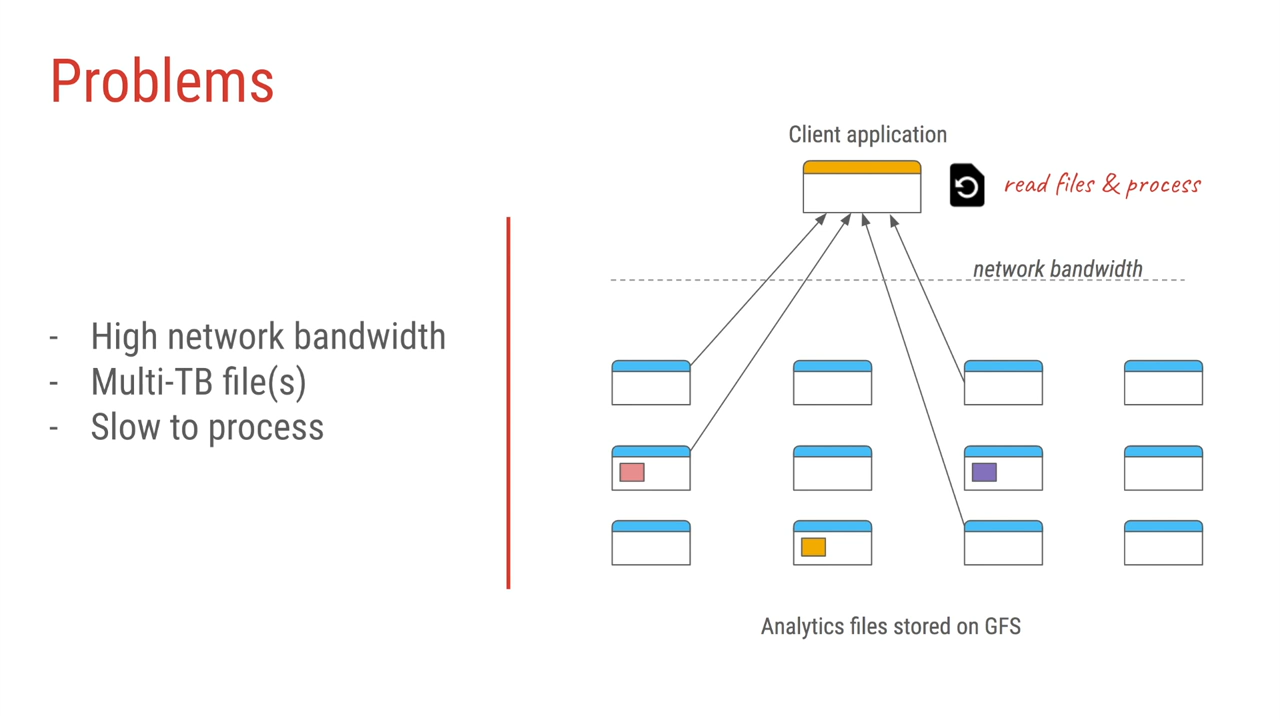 Problems
- High network bandwidth
- Multi-TB file(s)
- Slow to process
Client application
read files & process
network bandwidth
Analytics files stored on GFS